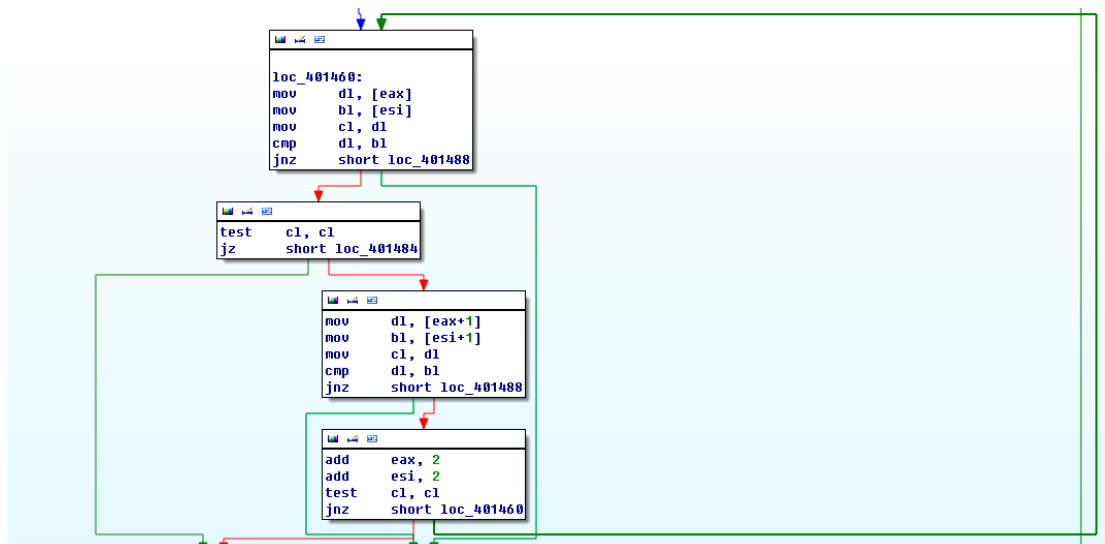 loc_401460:
mov dl, [eax]
mov bl, [esi]
mov cl, dl
cmp dl, bl
jnz short loc_401488
test cl, cl
jz short loc_401484
mov dl, [eax+1]
mov bl, [esi+1]
mov cl, dl
cmp dl, bl
jnz short loc_401488
add eax, 2
add esi, 2
test cl, cl
jnz short loc_401460